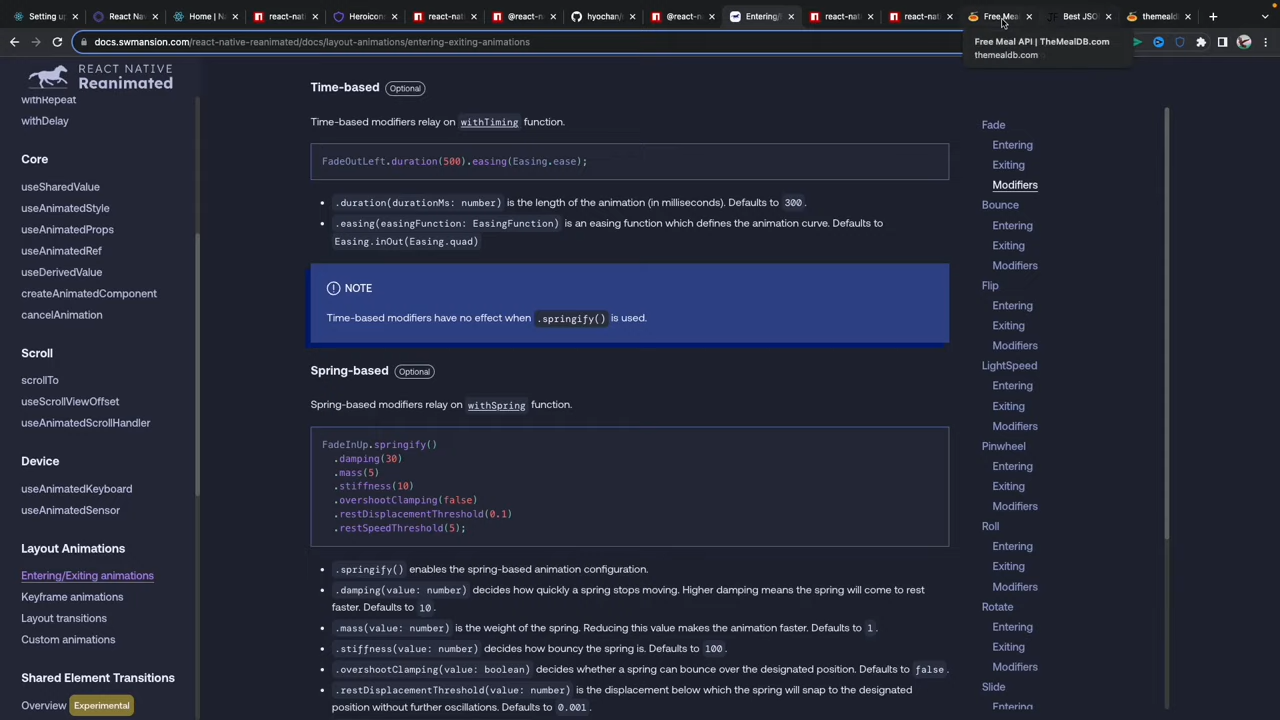 Setting up
React Nativ
Home | N
react-nati
Heroicon
react-nati
@react-na
hyochan/r
@react-na
Entering/E
react-nati
react-nati
Free Meal
Best JSO
themealdb
docs.swmansion.com/react-native-reanimated/docs/layout-animations/entering-exiting-animations
Free Meal API | TheMealDB.com
themealdb.com
REACT NATIVE
Reanimated
withRepeat
withDelay
Core
useSharedValue
useAnimatedStyle
useAnimatedProps
useAnimatedRef
useDerivedValue
createAnimatedComponent
cancelAnimation
Scroll
scrollTo
useScrollViewOffset
useAnimatedScrollHandler
Device
useAnimatedKeyboard
useAnimatedSensor
Layout Animations
Entering/Exiting animations
Keyframe animations
Layout transitions
Custom animations
Shared Element Transitions
Overview Experimental
Time-based Optional
Time-based modifiers relay on withTiming function.
FadeOutLeft.duration(500).easing(Easing.ease);
• .duration(durationMs: number) is the length of the animation (in milliseconds). Defaults to 300.
• .easing(easingFunction: EasingFunction) is an easing function which defines the animation curve. Defaults to
Easing.inOut(Easing.quad)
NOTE
Time-based modifiers have no effect when .springify() is used.
Spring-based Optional
Spring-based modifiers relay on withSpring function.
FadeInUp.springify()
.damping(30)
.mass(5)
.stiffness(10)
.overshootClamping(false)
.restDisplacementThreshold(0.1)
.restSpeedThreshold(5);
• .springify() enables the spring-based animation configuration.
• .damping(value: number) decides how quickly a spring stops moving. Higher damping means the spring will come to rest
faster. Defaults to 10.
• .mass(value: number) is the weight of the spring. Reducing this value makes the animation faster. Defaults to 1.
• .stiffness(value: number) decides how bouncy the spring is. Defaults to 100.
• .overshootClamping(value: boolean) decides whether a spring can bounce over the designated position. Defaults to false.
• .restDisplacementThreshold(value: number) is the displacement below which the spring will snap to the designated
position without further oscillations. Defaults to 0.001.
Fade
Entering
Exiting
Modifiers
Bounce
Entering
Exiting
Modifiers
Flip
Entering
Exiting
Modifiers
LightSpeed
Entering
Exiting
Modifiers
Pinwheel
Entering
Exiting
Modifiers
Roll
Entering
Exiting
Modifiers
Rotate
Entering
Exiting
Modifiers
Slide
Entering